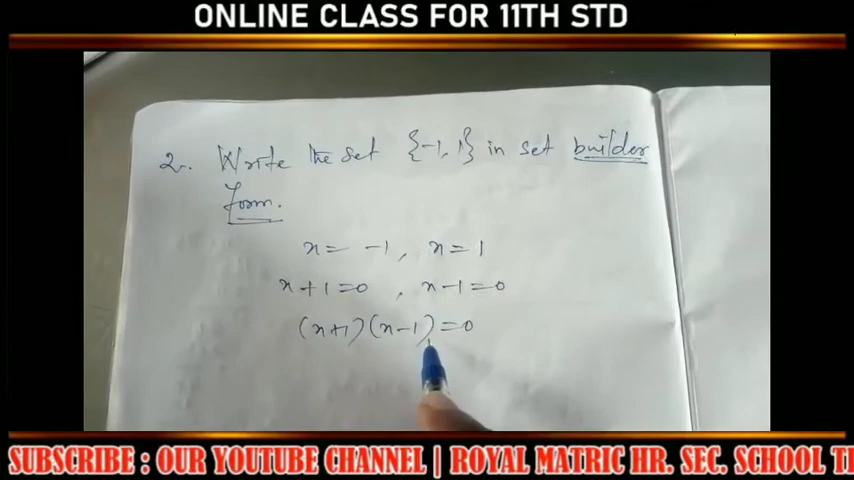 ONLINE CLASS FOR 11TH STD
2. Write the set {-1, 1} in set builder
form.
x = -1, x = 1
x+1=0, x-1=0
(x+1)(x-1)=0
SUBSCRIBE : OUR YOUTUBE CHANNEL | ROYAL MATRIC HR. SEC. SCHOOL